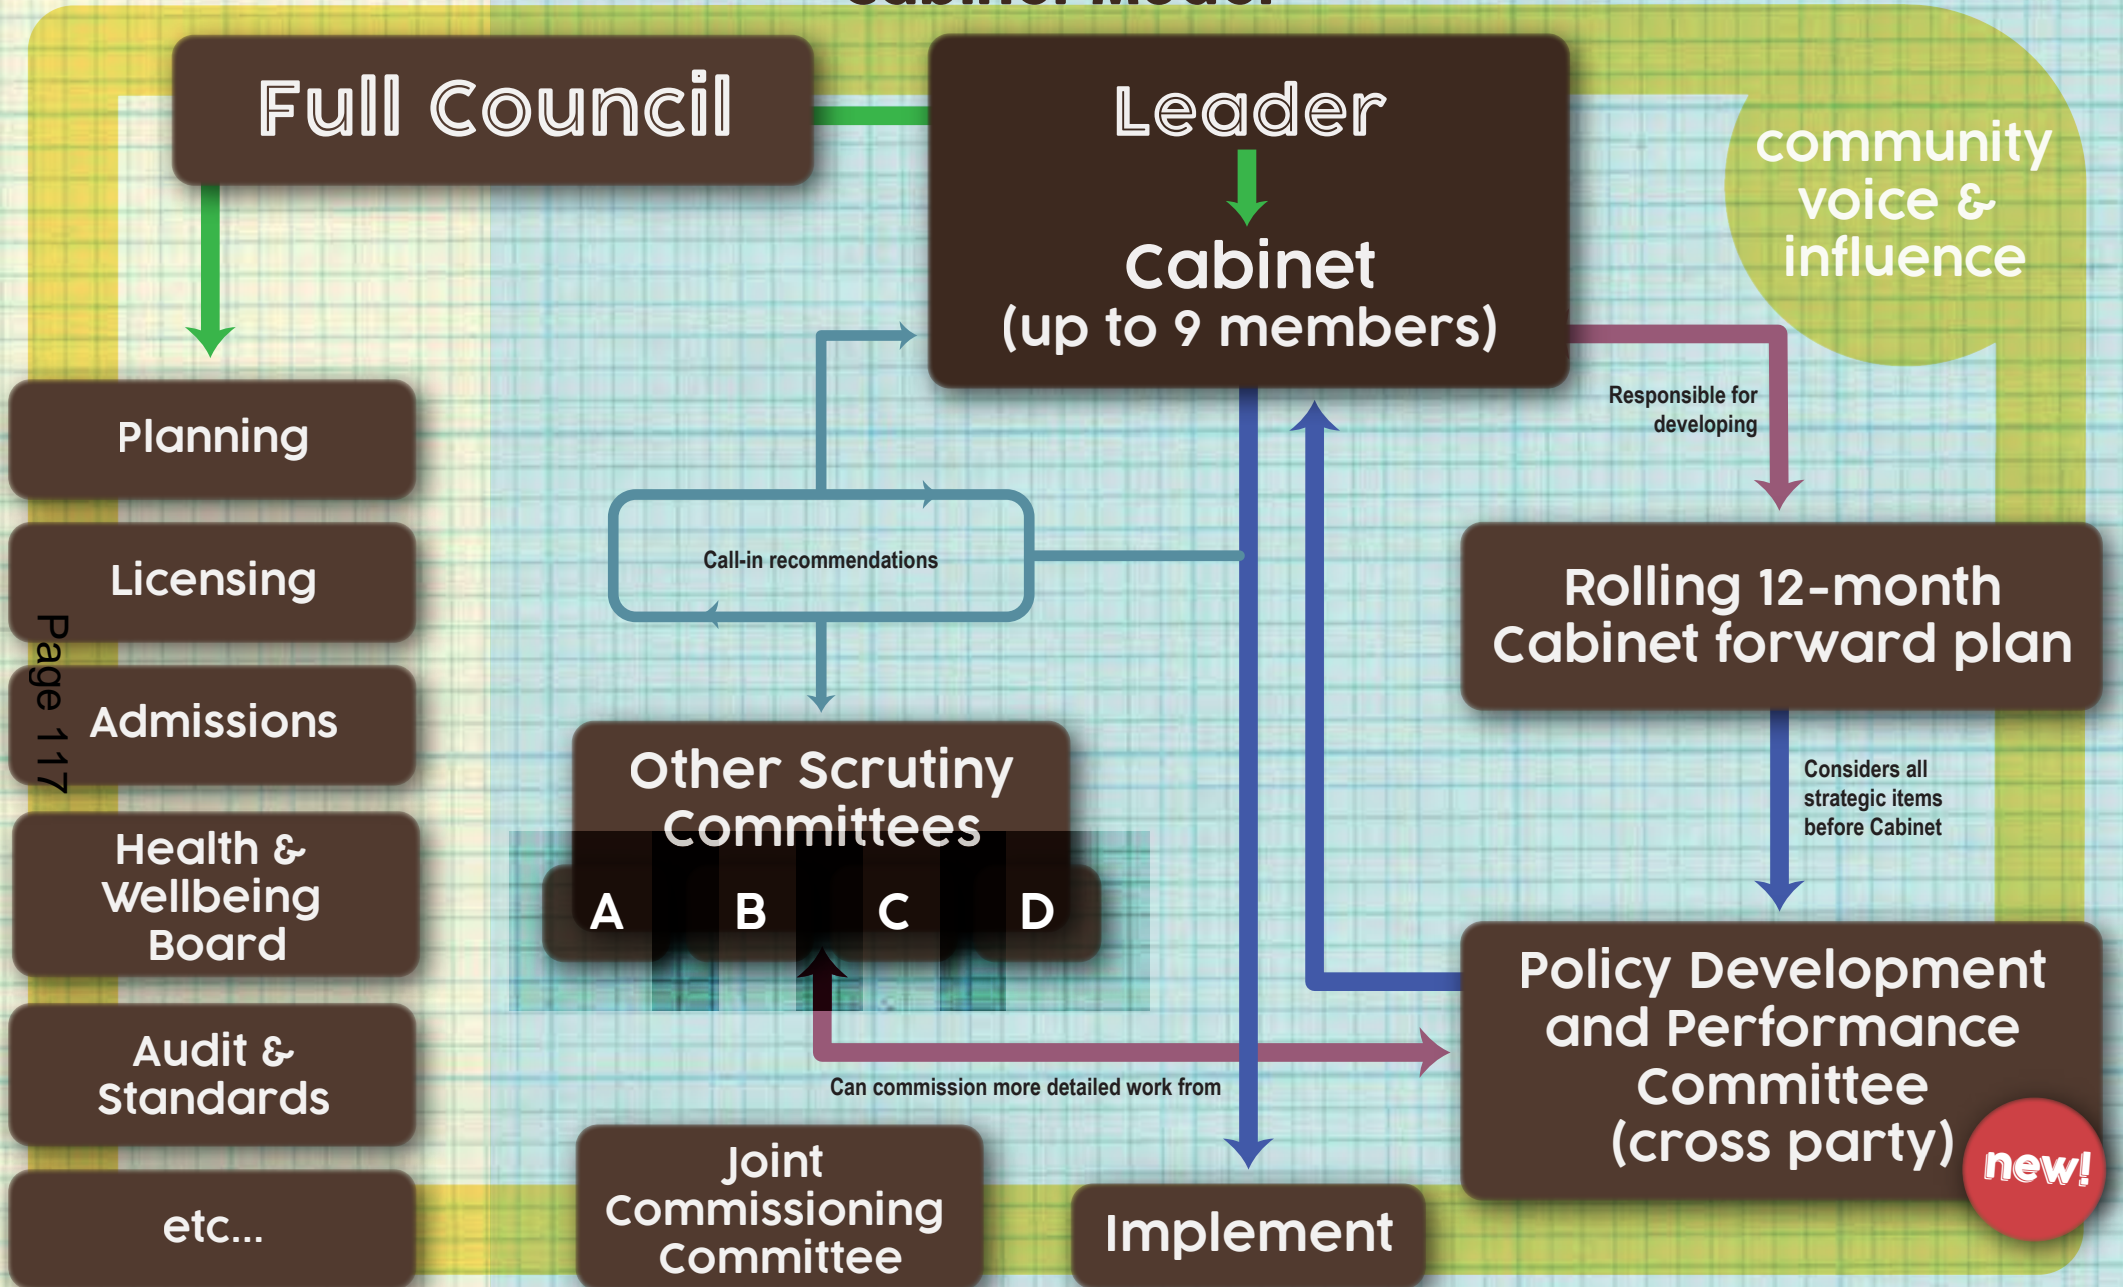 Cabinet Model
Full Council
Leader
Cabinet
(up to 9 members)
community
voice &
influence
Responsible for
developing
Planning
Licensing
Admissions
Health &
Wellbeing
Board
Audit &
Standards
etc...
Page 117
Call-in recommendations
Other Scrutiny
Committees
A
B
C
D
Rolling 12-month
Cabinet forward plan
Considers all
strategic items
before Cabinet
Policy Development
and Performance
Committee
(cross party)
new!
Can commission more detailed work from
Joint
Commissioning
Committee
Implement